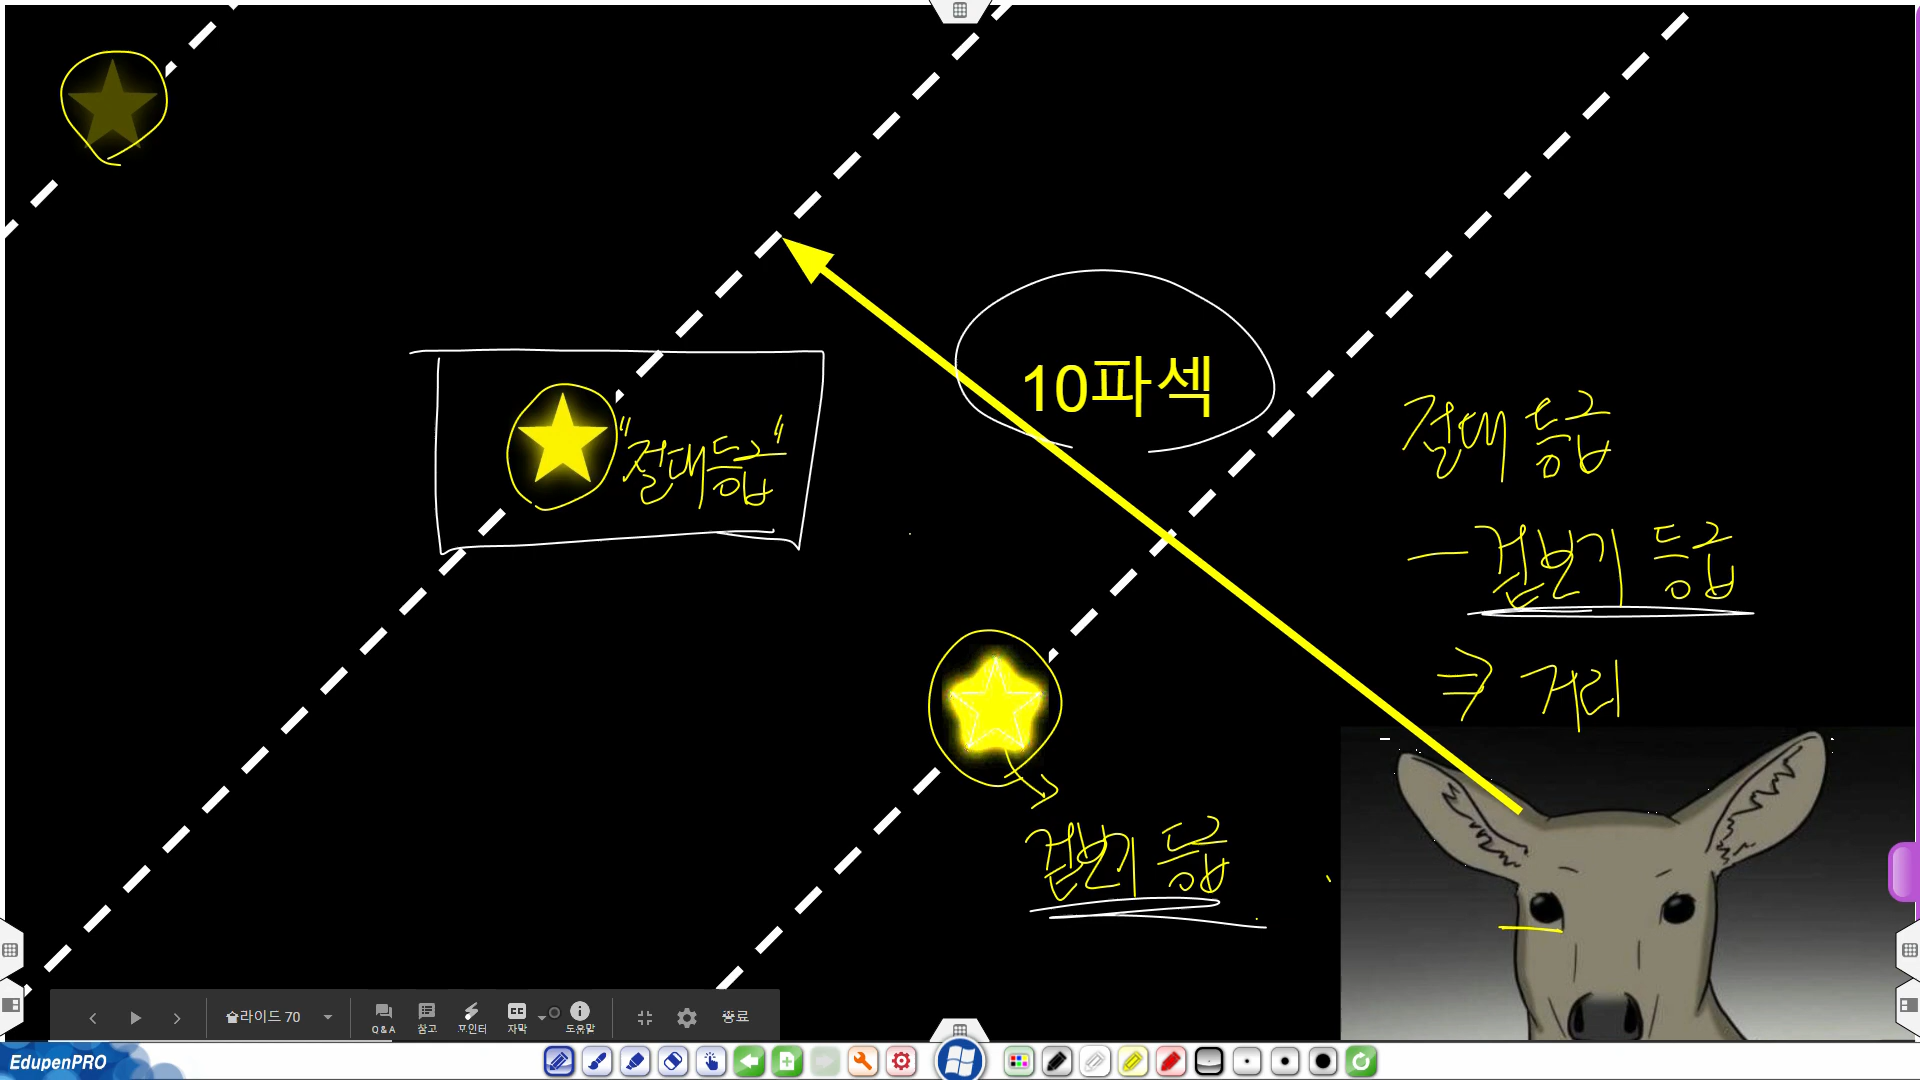 10파섹
"절대등급"
절대 등급
- 겉보기 등급
⇒ 거리
겉보기 등급
슬라이드 70
Q&A
참고
포인터
자막
도움말
종료
EdupenPRO